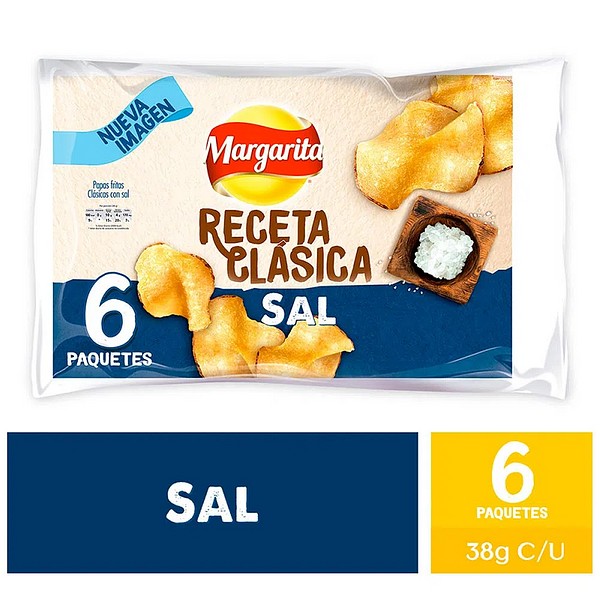 NUEVA
IMAGEN
Margarita
Papas fritas
Clásicas con sal
RECETA
CLÁSICA
SAL
6
PAQUETES
SAL
6
PAQUETES
38g C/U